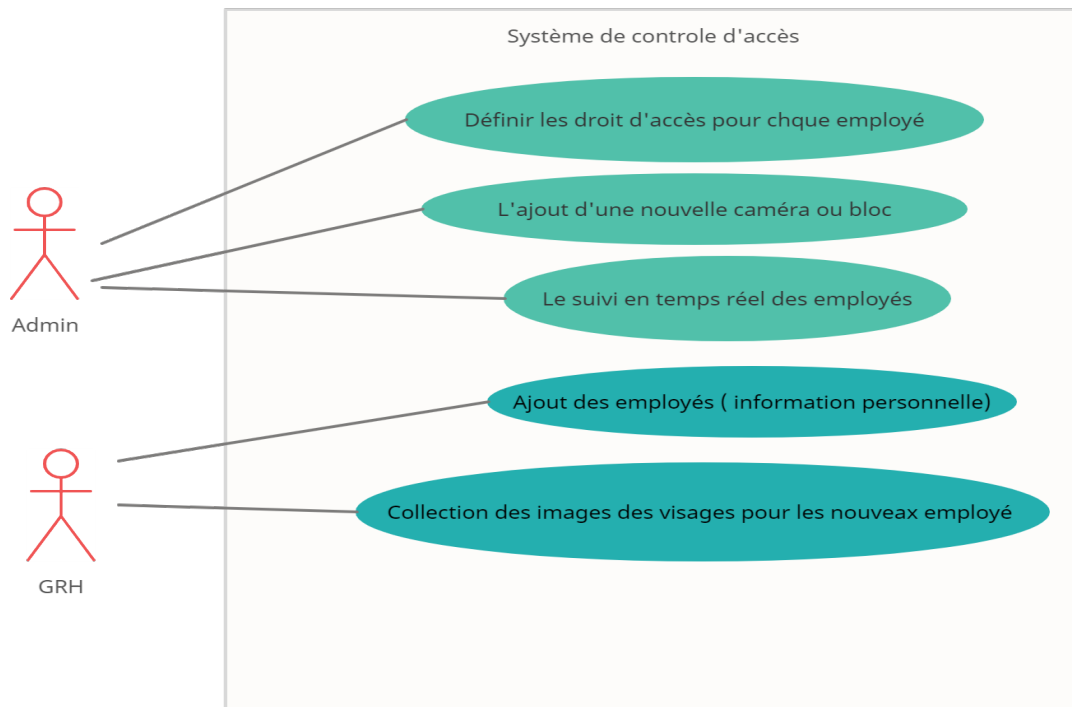 Système de controle d'accès
Définir les droit d'accès pour chque employé
L'ajout d'une nouvelle caméra ou bloc
Le suivi en temps réel des employés
Admin
Ajout des employés ( information personnelle)
Collection des images des visages pour les nouveax employé
GRH